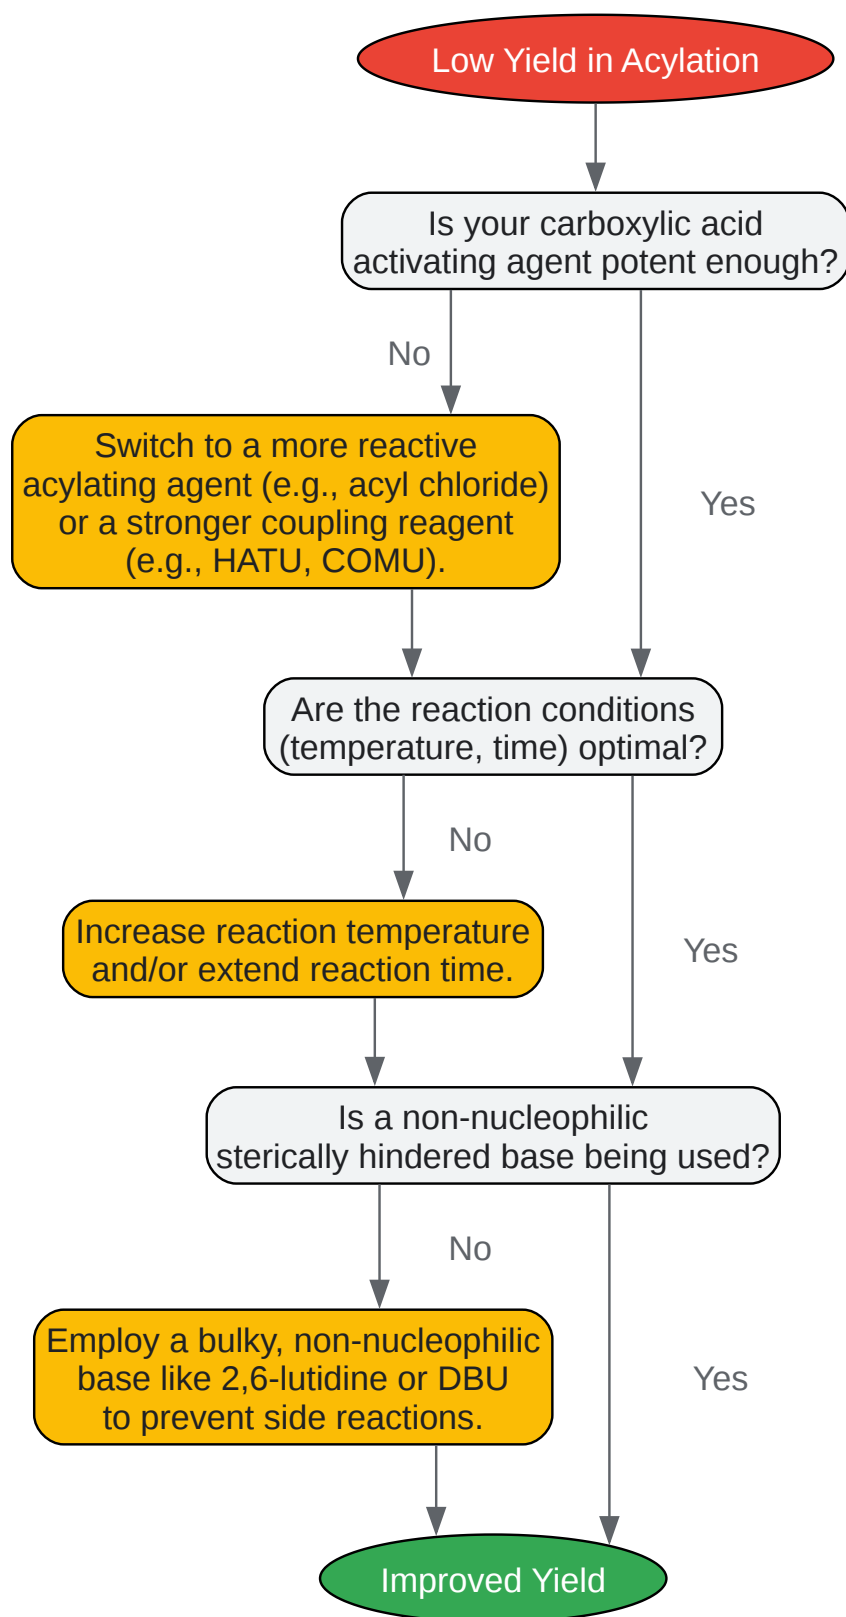 Low Yield in Acylation
Is your carboxylic acid
activating agent potent enough?
No
Switch to a more reactive
acylating agent (e.g., acyl chloride)
or a stronger coupling reagent
(e.g., HATU, COMU).
Yes
Are the reaction conditions
(temperature, time) optimal?
No
Increase reaction temperature
and/or extend reaction time.
Yes
Is a non-nucleophilic
sterically hindered base being used?
No
Employ a bulky, non-nucleophilic
base like 2,6-lutidine or DBU
to prevent side reactions.
Yes
Improved Yield